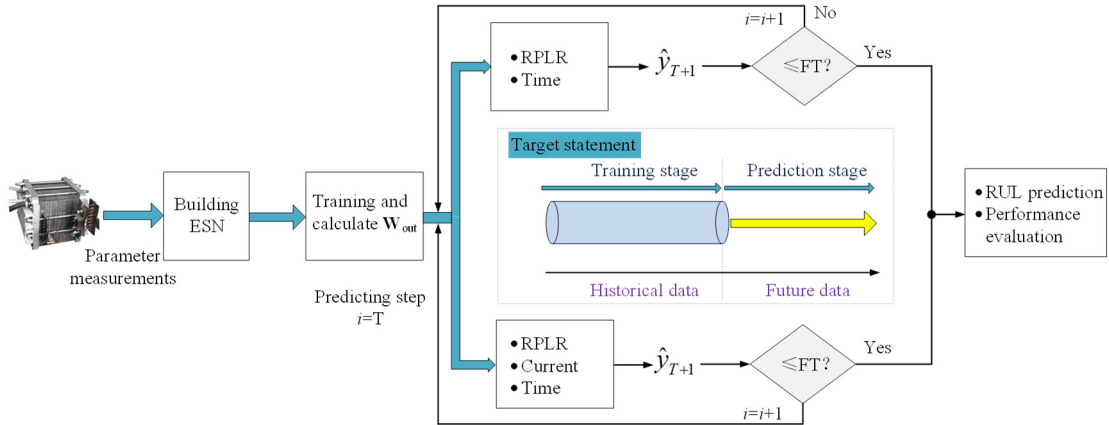 Parameter
measurements
Building
ESN
Training and
calculate W_out
Predicting step
i=T
● RPLR
● Time
ŷ_{T+1}
≤FT?
i=i+1
No
Yes
Target statement
Training stage
Prediction stage
Historical data
Future data
● RPLR
● Current
● Time
ŷ_{T+1}
≤FT?
i=i+1
Yes
● RUL prediction
● Performance
evaluation